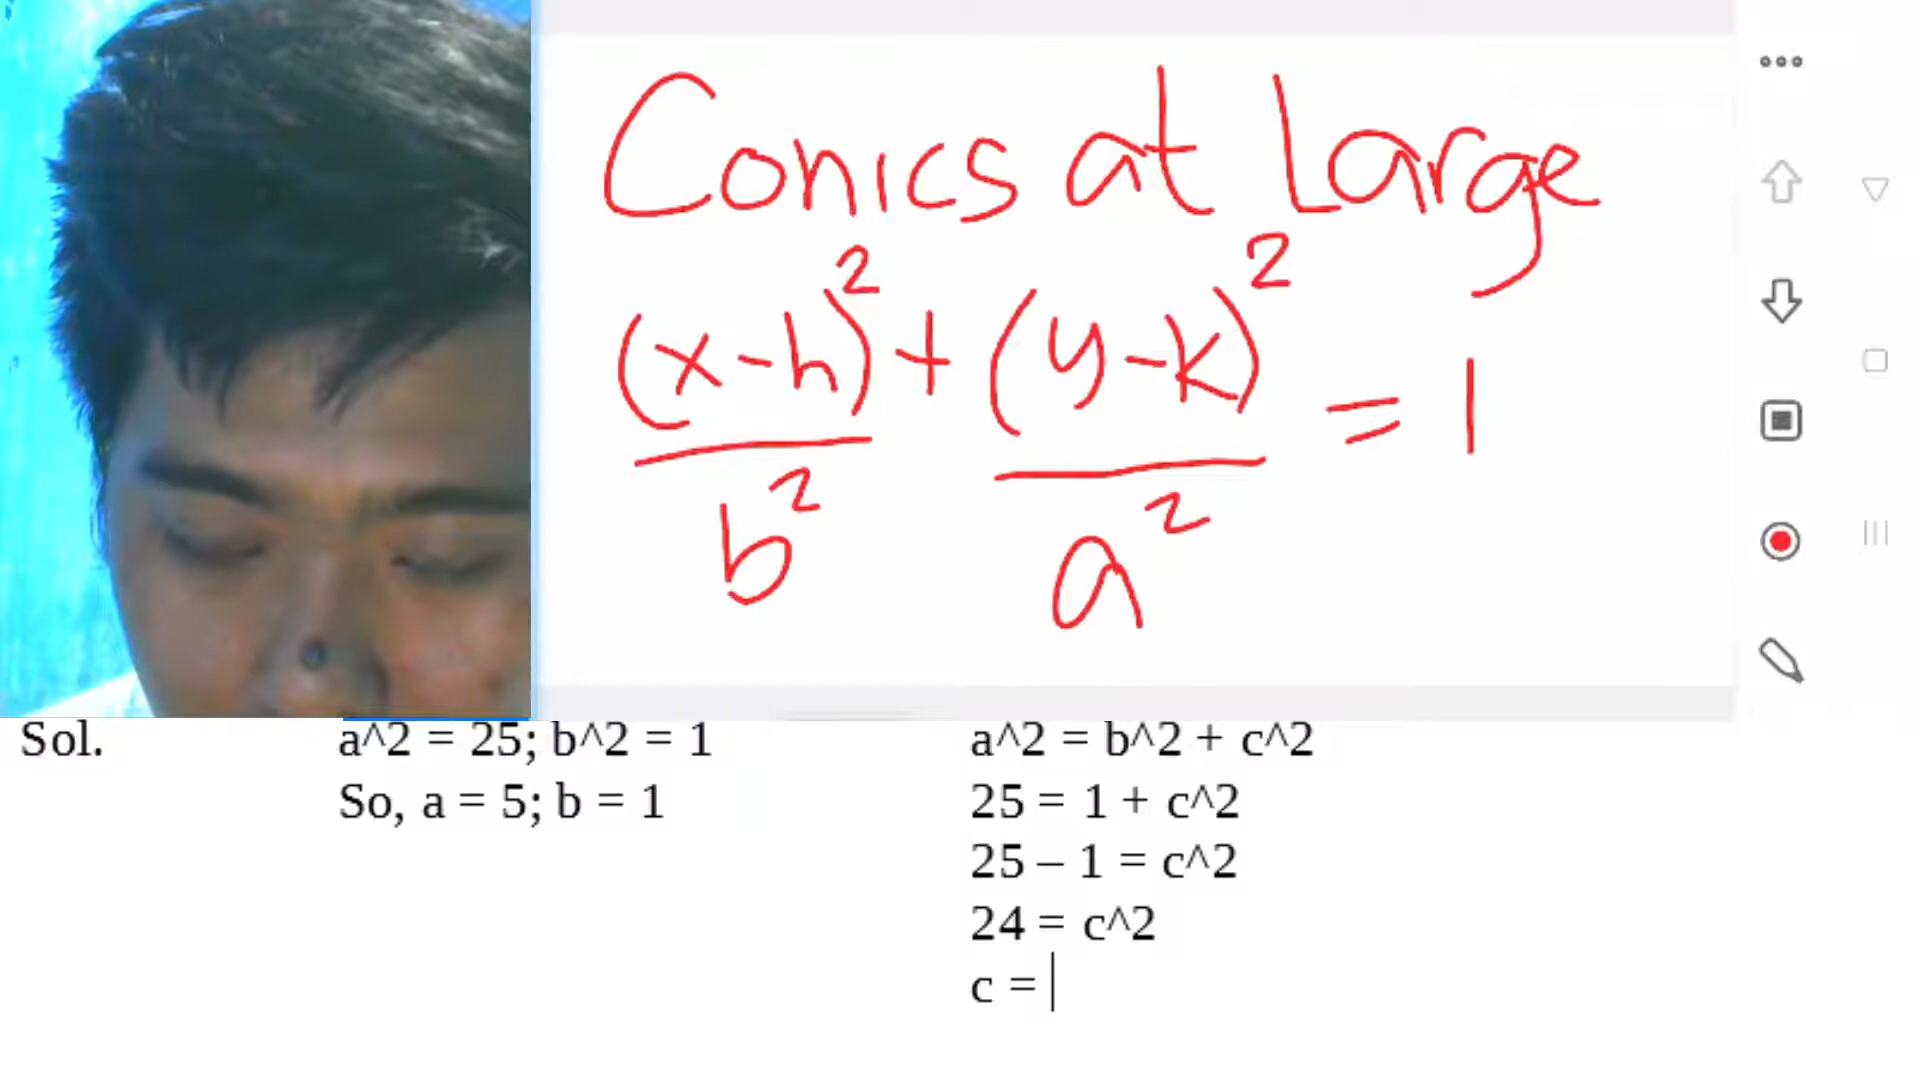 Conics at Large
(x-h)^2 + (y-k)^2 = 1
b^2 a^2
Sol. a^2 = 25; b^2 = 1 a^2 = b^2 + c^2
So, a = 5; b = 1 25 = 1 + c^2
25 – 1 = c^2
24 = c^2
c =